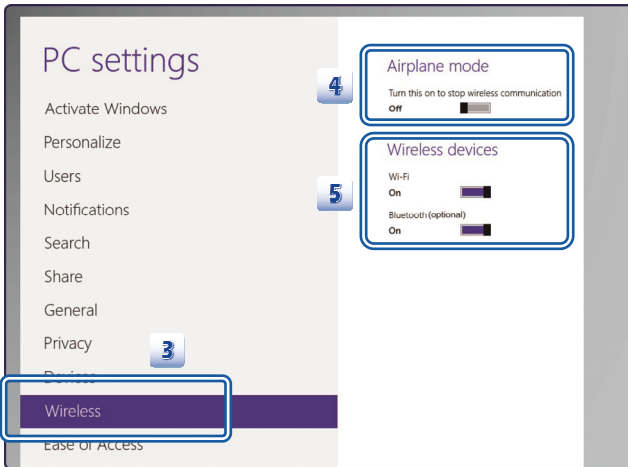 PC settings
Activate Windows
Personalize
Users
Notifications
Search
Share
General
Privacy
3
Devices
Wireless
Ease of Access
4
Airplane mode
Turn this on to stop wireless communication
Off
5
Wireless devices
Wi-Fi
On
Bluetooth (optional)
On